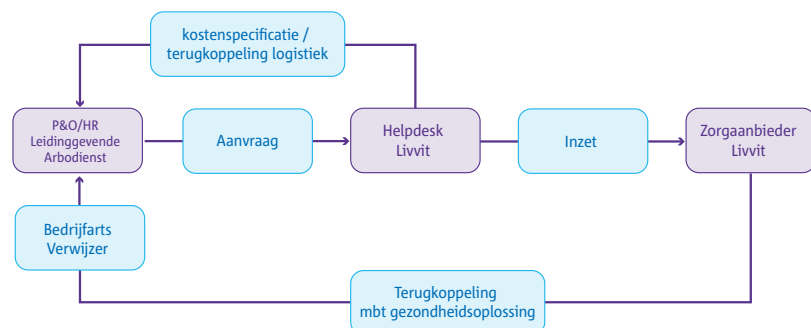 kostenspecificatie /
terugkoppeling logistiek
P&O/HR
Leidinggevende
Arbodienst
Aanvraag
Helpdesk
Livvit
Inzet
Zorgaanbieder
Livvit
Bedrijfarts
Verwijzer
Terugkoppeling
mbt gezondheidsoplossing